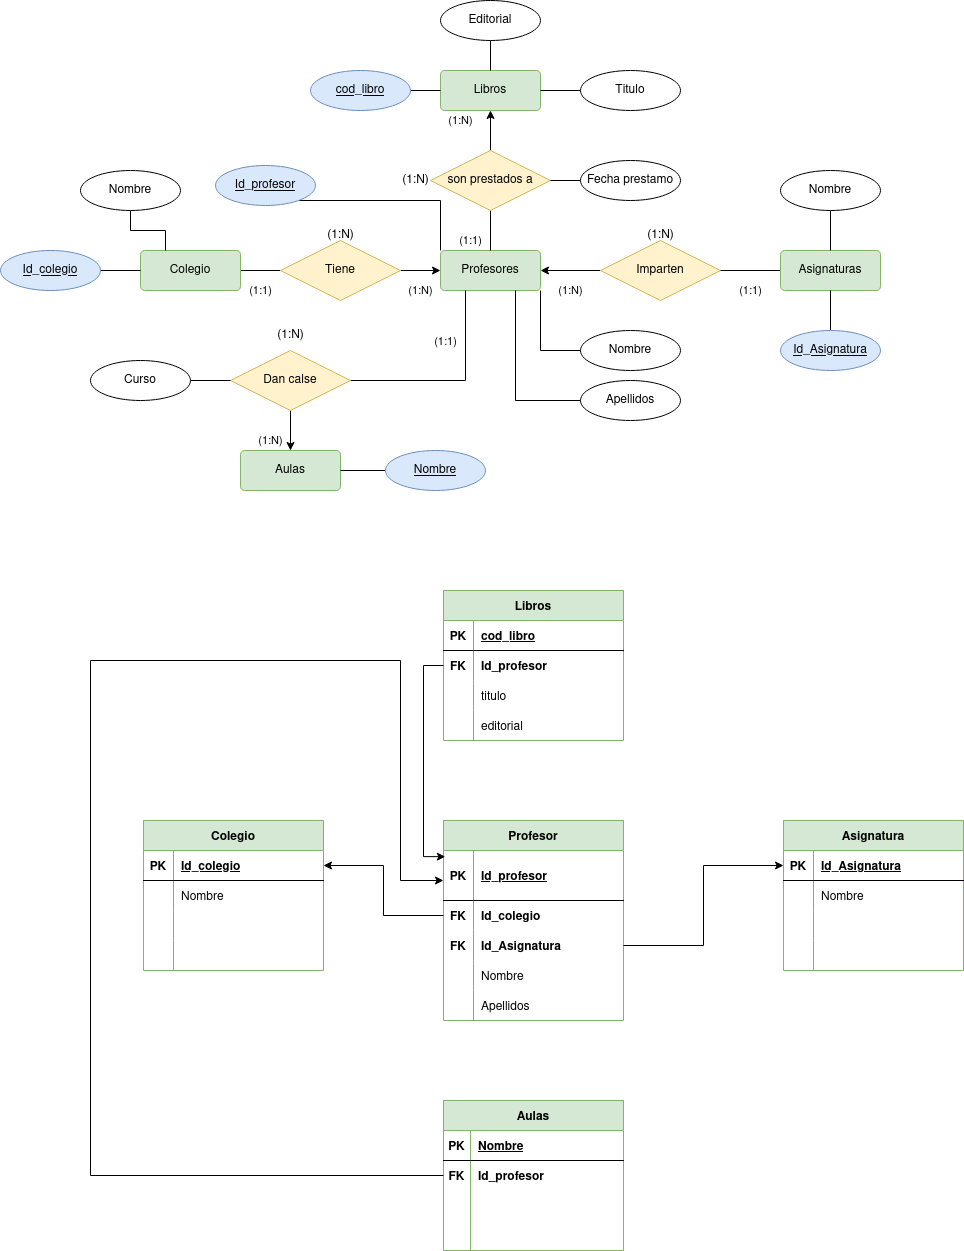 Editorial
cod_libro
Libros
Titulo
(1:N)
(1:N)
son prestados a
Fecha prestamo
Id_profesor
Nombre
Nombre
(1:N)
(1:1)
(1:N)
Id_colegio
Colegio
Tiene
Profesores
Imparten
Asignaturas
(1:1)
(1:N)
(1:N)
(1:1)
(1:N)
(1:1)
Nombre
Id_Asignatura
Curso
Dan calse
Apellidos
(1:N)
Aulas
Nombre
Libros
PK cod_libro
FK Id_profesor
titulo
editorial
Colegio
PK Id_colegio
Nombre
Profesor
PK Id_profesor
FK Id_colegio
FK Id_Asignatura
Nombre
Apellidos
Asignatura
PK Id_Asignatura
Nombre
Aulas
PK Nombre
FK Id_profesor